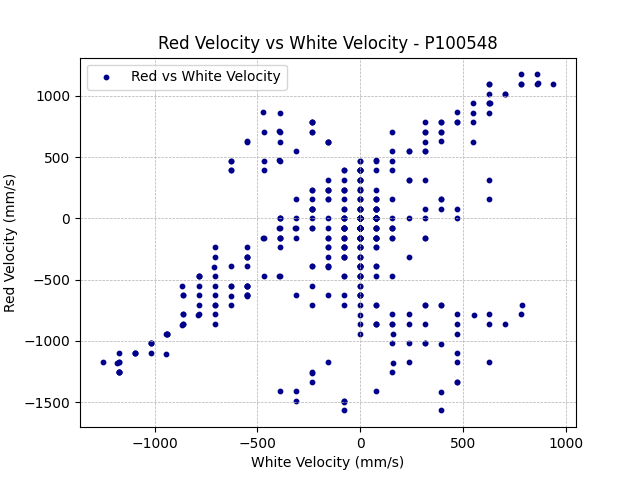 Red Velocity vs White Velocity - P100548
Red vs White Velocity
Red Velocity (mm/s)
1000
500
0
−500
−1000
−1500
−1000
−500
0
500
1000
White Velocity (mm/s)